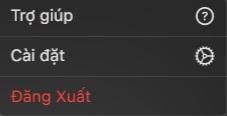 Trợ giúp
Cài đặt
Đăng Xuất